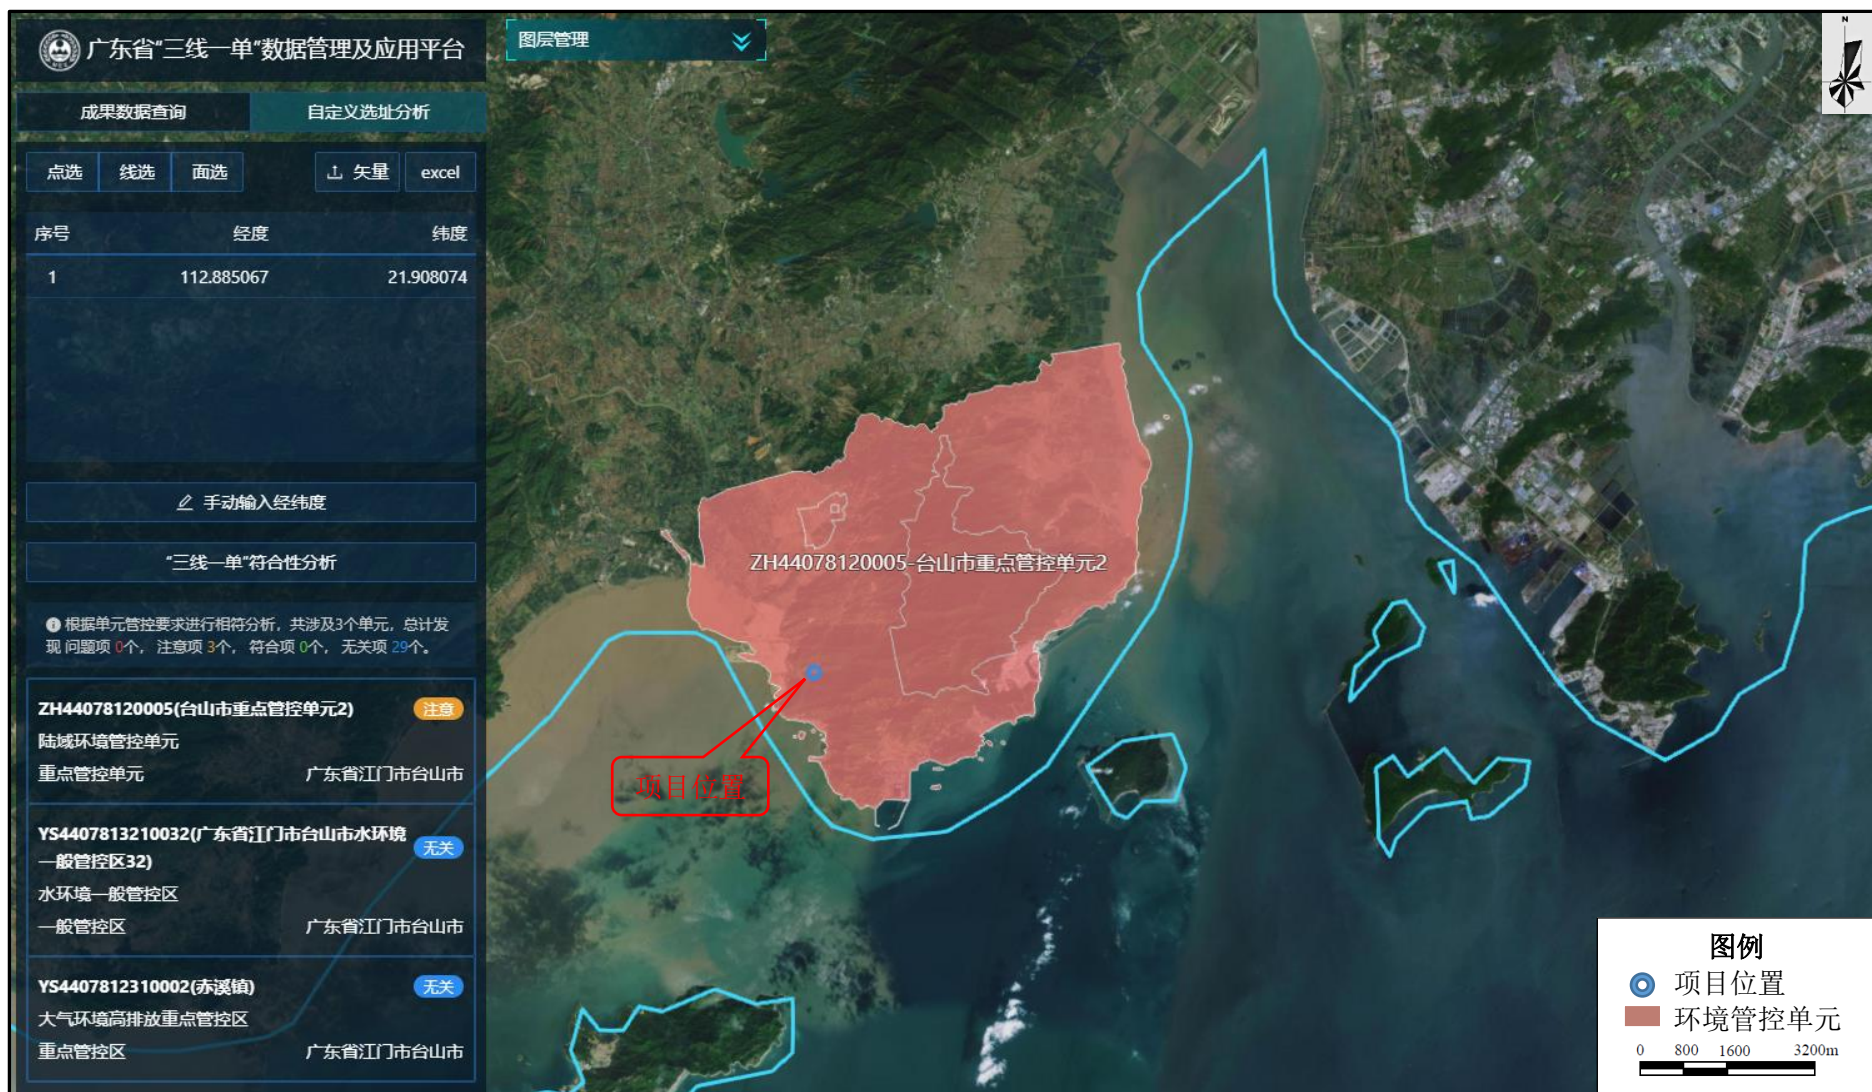 广东省“三线一单”数据管理及应用平台
图层管理
成果数据查询 自定义选址分析
点选 线选 面选 矢量 excel
序号 经度 纬度
1 112.885067 21.908074
手动输入经纬度
“三线一单”符合性分析
根据单元管控要求进行相符分析，共涉及3个单元，总计发
现 问题项 0个， 注意项 3个， 符合项 0个， 无关项 29个。
ZH44078120005(台山市重点管控单元2) 注意
陆域环境管控单元
重点管控单元 广东省江门市台山市
YS4407813210032(广东省江门市台山市水环境
一般管控区32) 无关
水环境一般管控区
一般管控区 广东省江门市台山市
YS4407812310002(赤溪镇) 无关
大气环境高排放重点管控区
重点管控区 广东省江门市台山市
ZH44078120005-台山市重点管控单元2
项目位置
N
图例
项目位置
环境管控单元
0 800 1600 3200m